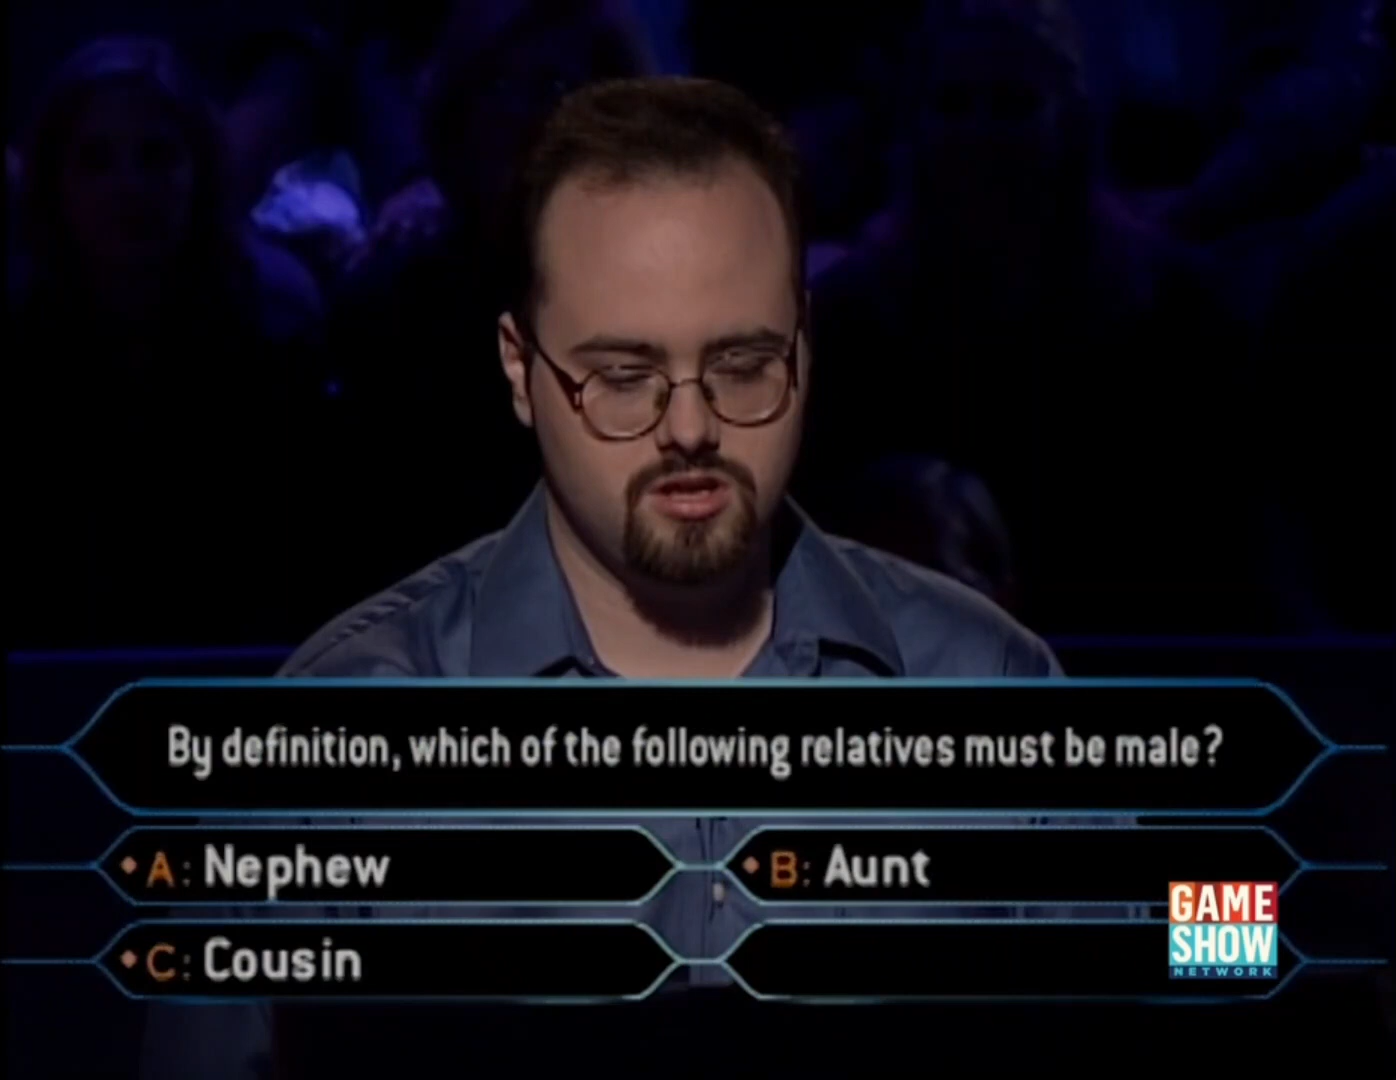 By definition, which of the following relatives must be male?
A: Nephew
B: Aunt
C: Cousin
GAME
SHOW
NETWORK